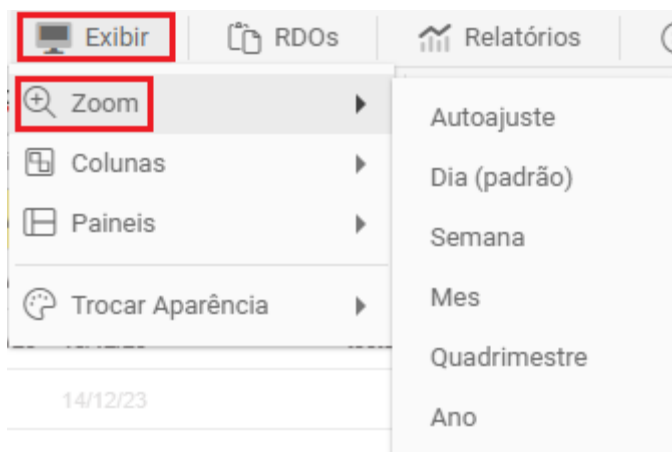 Exibir RDOs Relatórios
Zoom
Colunas
Paineis
Trocar Aparência
Autoajuste
Dia (padrão)
Semana
Mes
Quadrimestre
Ano
14/12/23